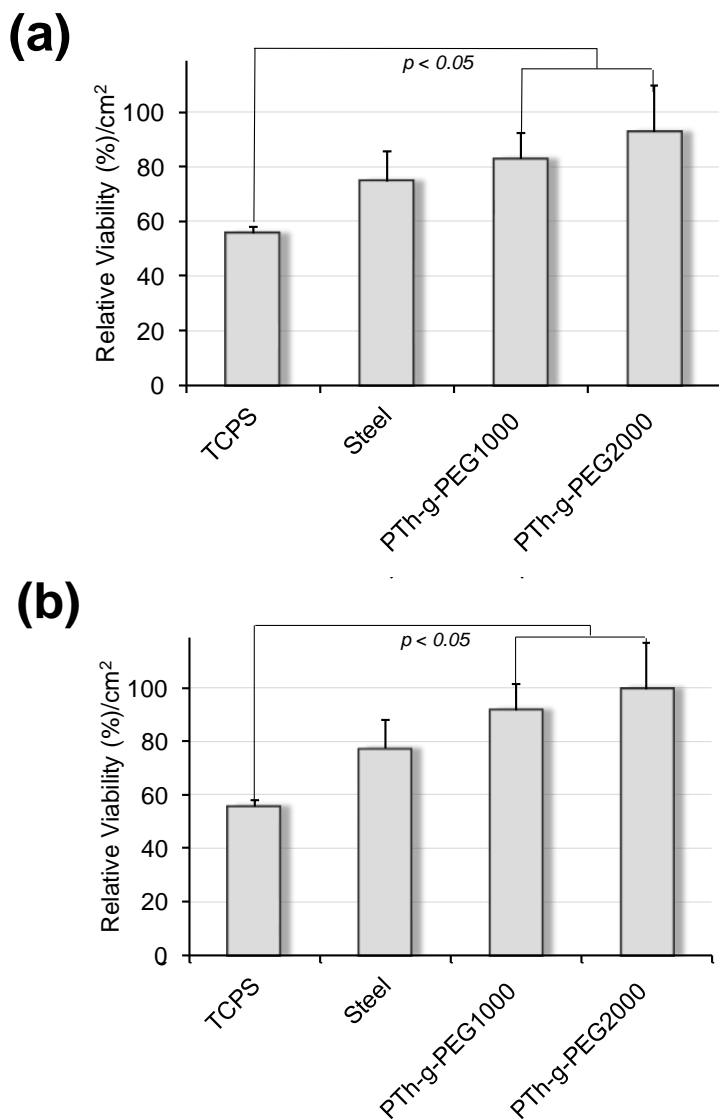 (a)
p < 0.05
Relative Viability (%)/cm²
100
80
60
40
20
0
TCPS
Steel
PTh-g-PEG1000
PTh-g-PEG2000
(b)
p < 0.05
Relative Viability (%)/cm²
100
80
60
40
20
0
TCPS
Steel
PTh-g-PEG1000
PTh-g-PEG2000